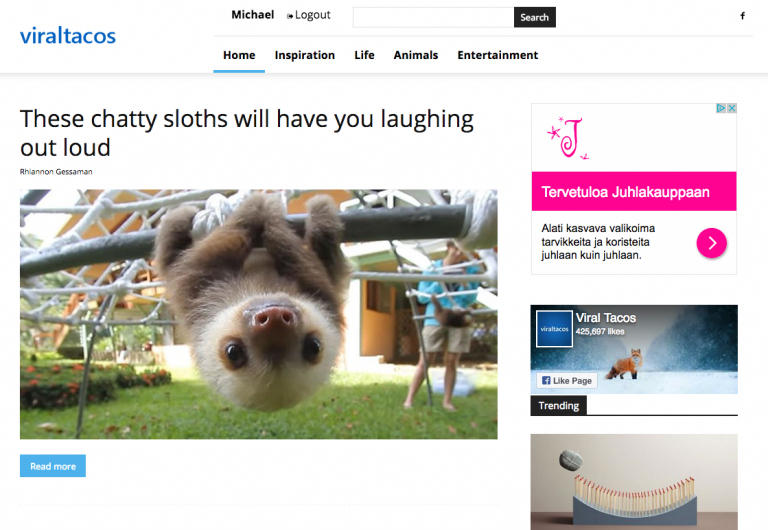 Michael Logout
Search
f
viraltacos
Home Inspiration Life Animals Entertainment
These chatty sloths will have you laughing
out loud
Rhiannon Gessaman
Read more
J
Tervetuloa Juhlakauppaan
Alati kasvava valikoima
tarvikkeita ja koristeita
juhlaan kuin juhlaan.
viraltacos
Viral Tacos
425,697 likes
f Like Page
Trending